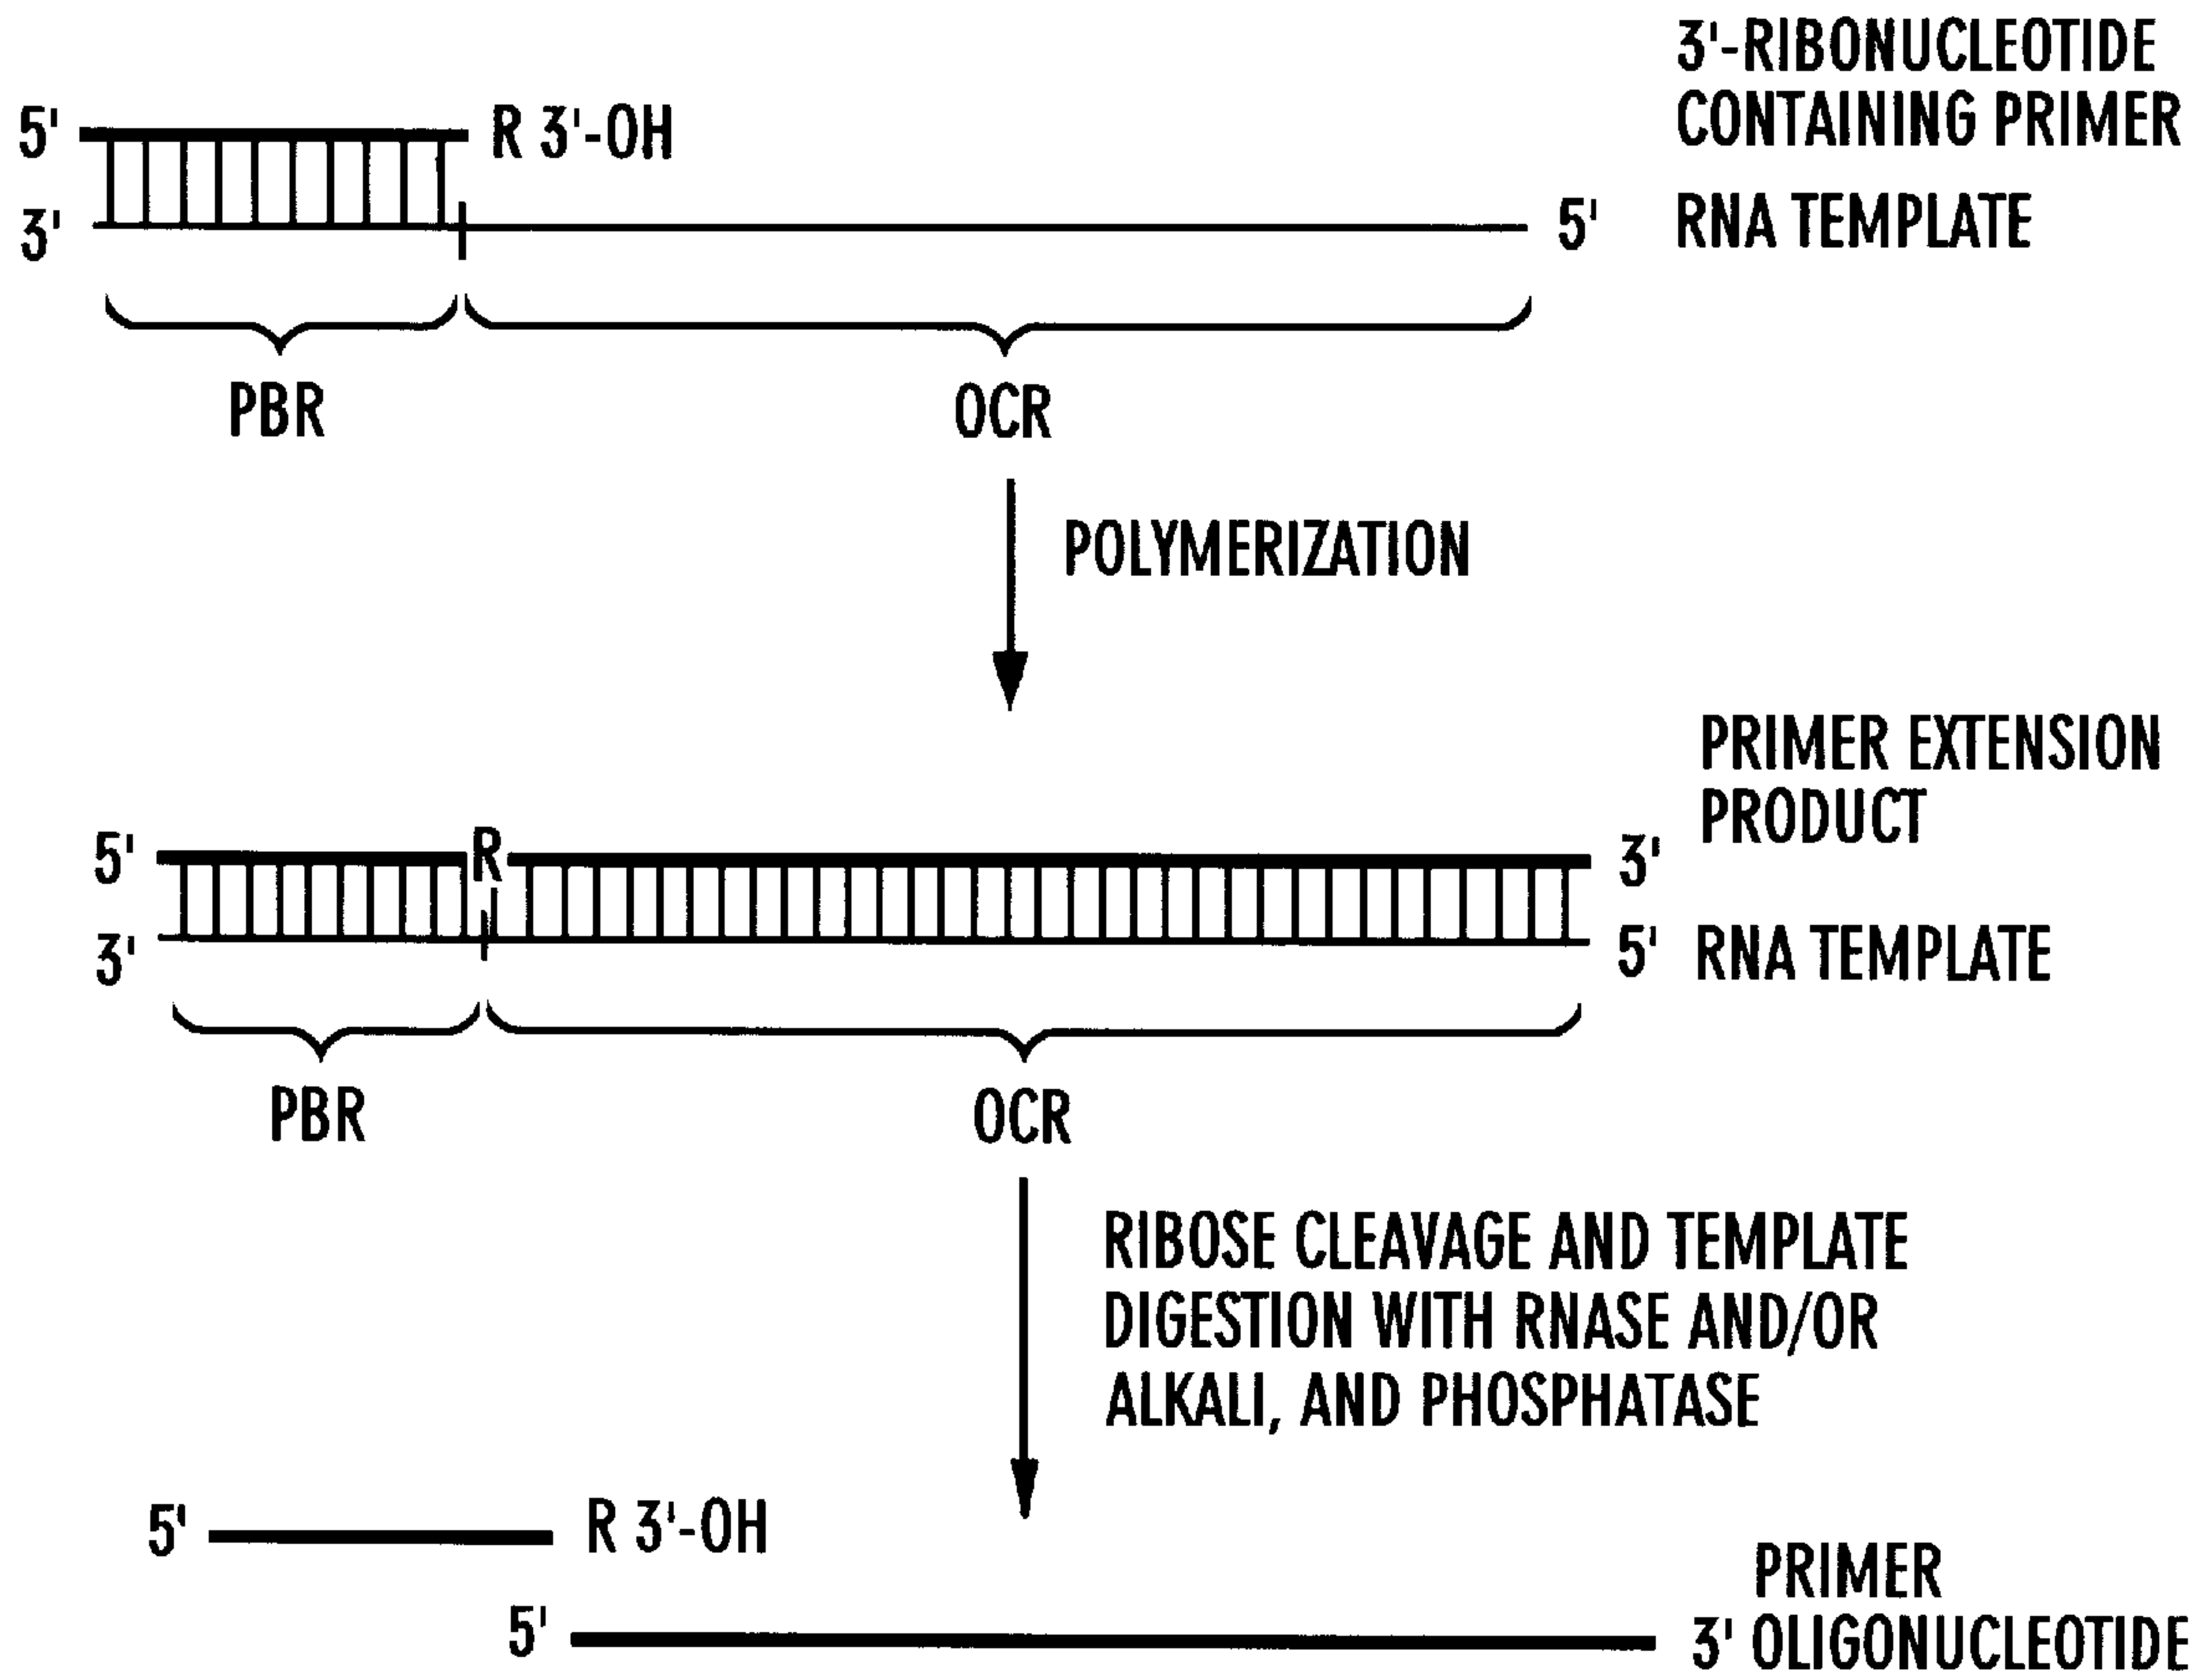 3'-RIBONUCLEOTIDE
CONTAINING PRIMER
5' R 3'-OH
3' 5' RNA TEMPLATE
PBR OCR
POLYMERIZATION
PRIMER EXTENSION
PRODUCT
5' R 3'
3' 5' RNA TEMPLATE
PBR OCR
RIBOSE CLEAVAGE AND TEMPLATE
DIGESTION WITH RNASE AND/OR
ALKALI, AND PHOSPHATASE
5' R 3'-OH
PRIMER
5' 3' OLIGONUCLEOTIDE